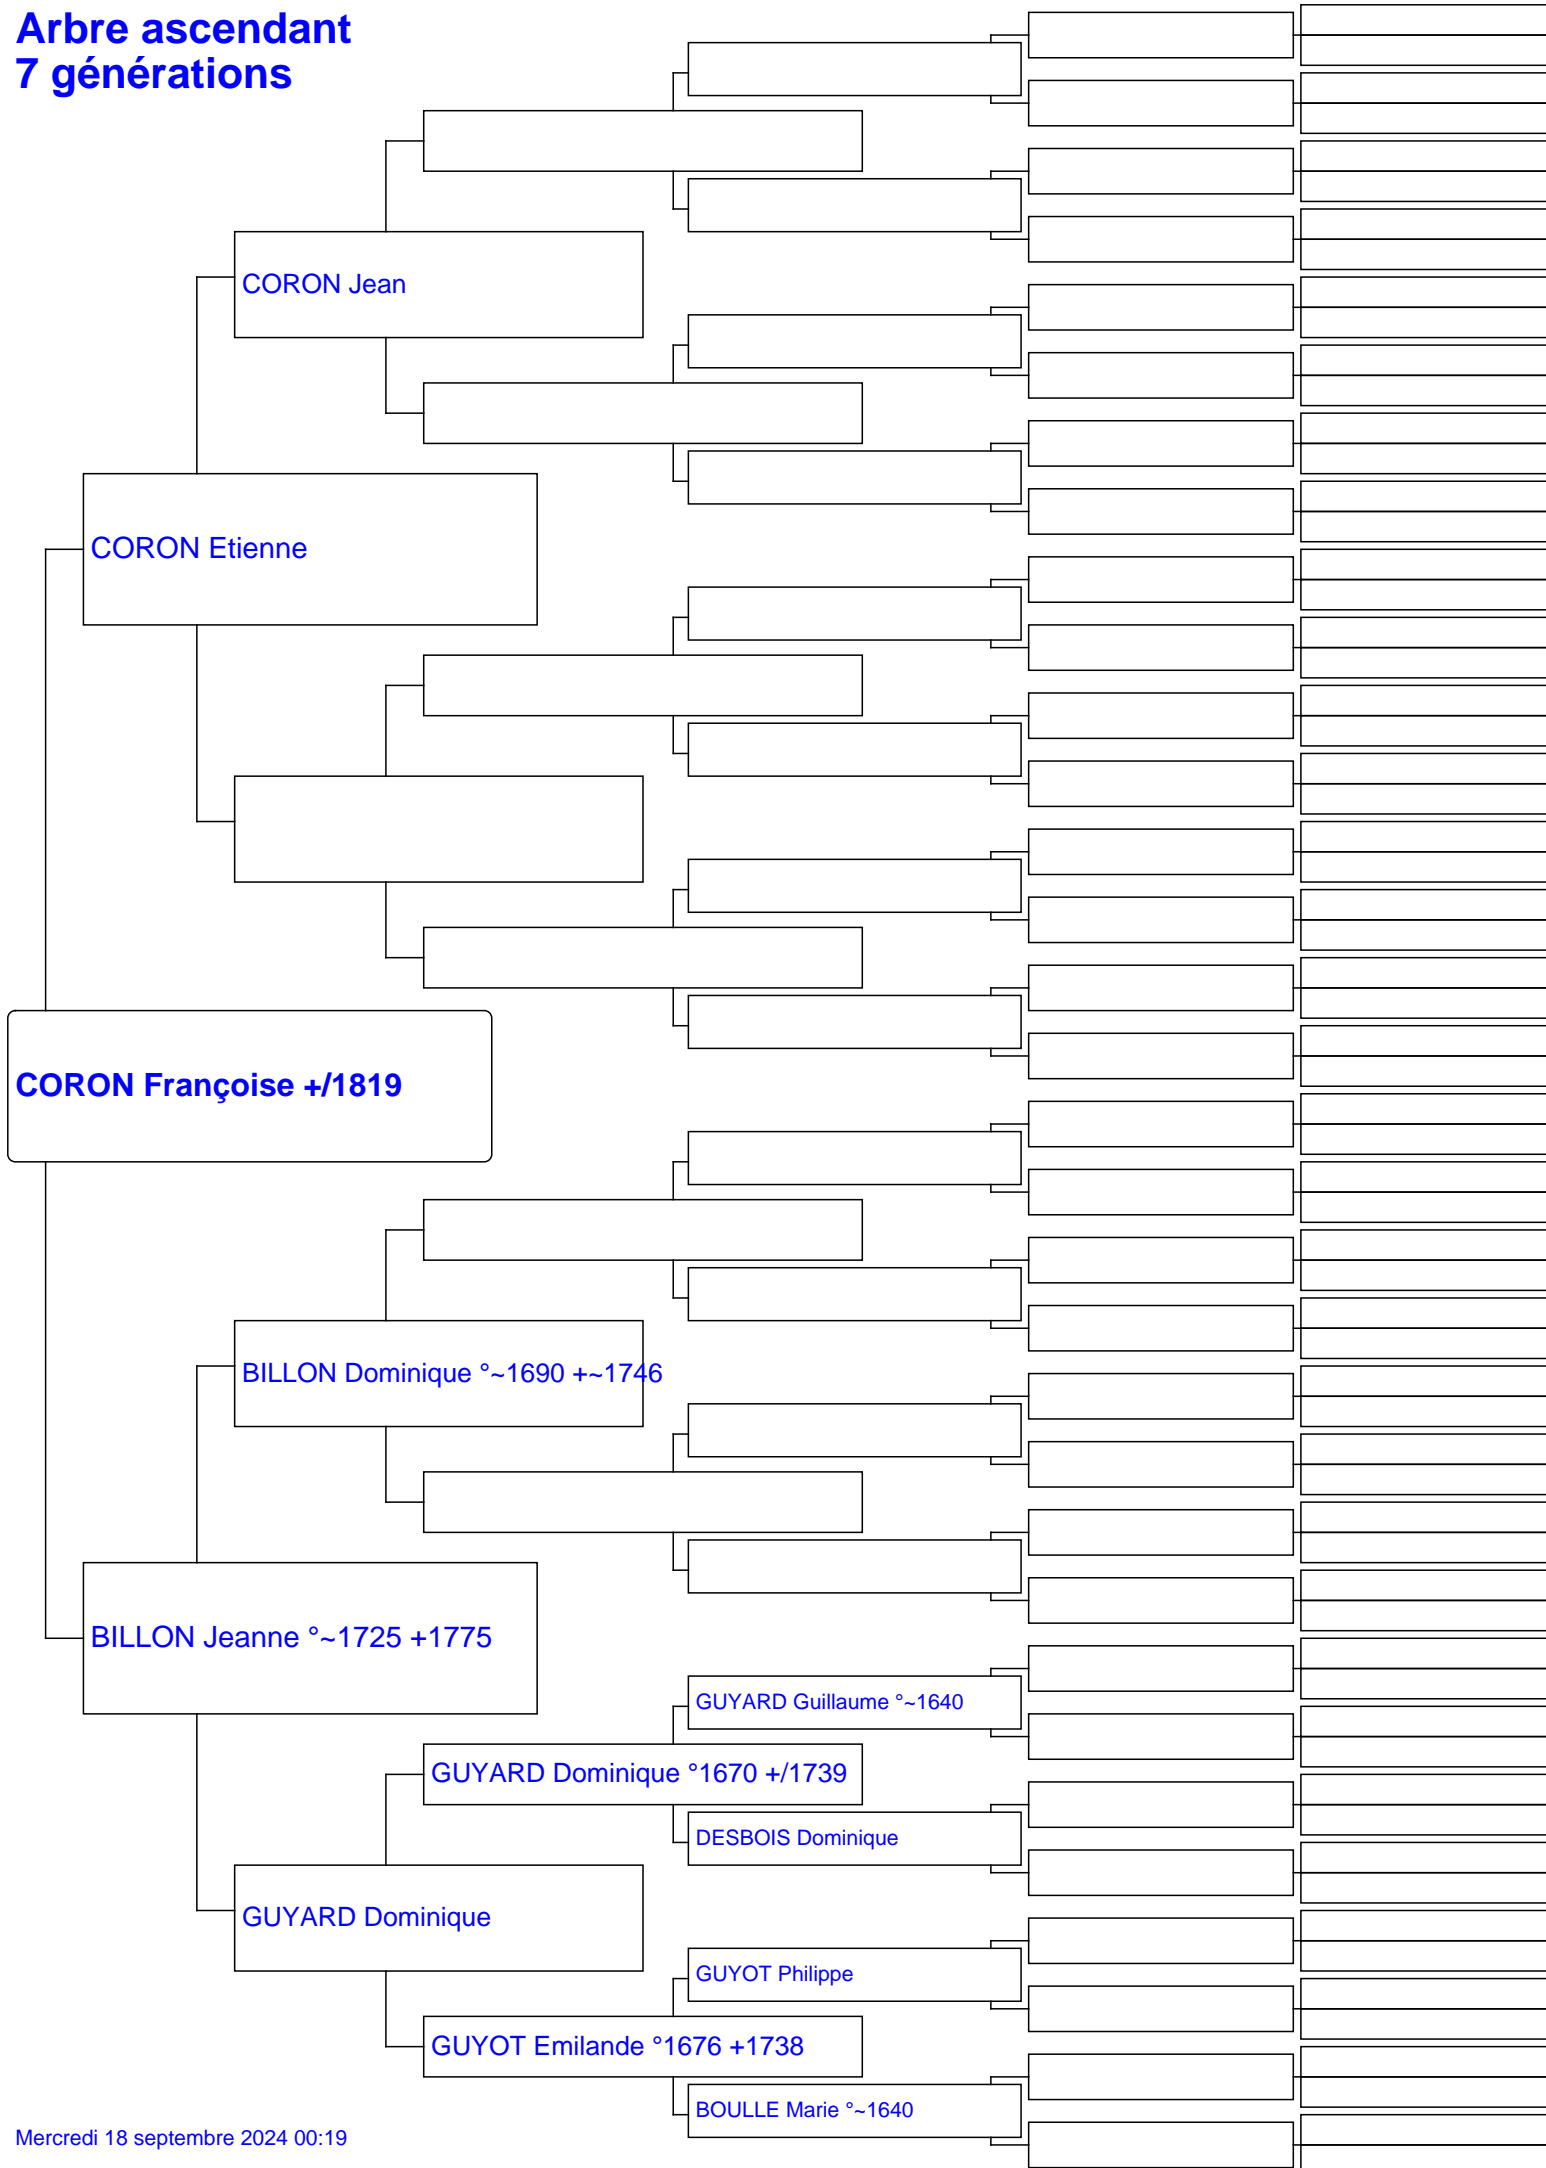 Arbre ascendant
7 générations
CORON Jean
CORON Etienne
CORON Françoise +/1819
BILLON Dominique °~1690 +~1746
BILLON Jeanne °~1725 +1775
GUYARD Guillaume °~1640
GUYARD Dominique °1670 +/1739
DESBOIS Dominique
GUYARD Dominique
GUYOT Philippe
GUYOT Emilande °1676 +1738
BOULLE Marie °~1640
Mercredi 18 septembre 2024 00:19